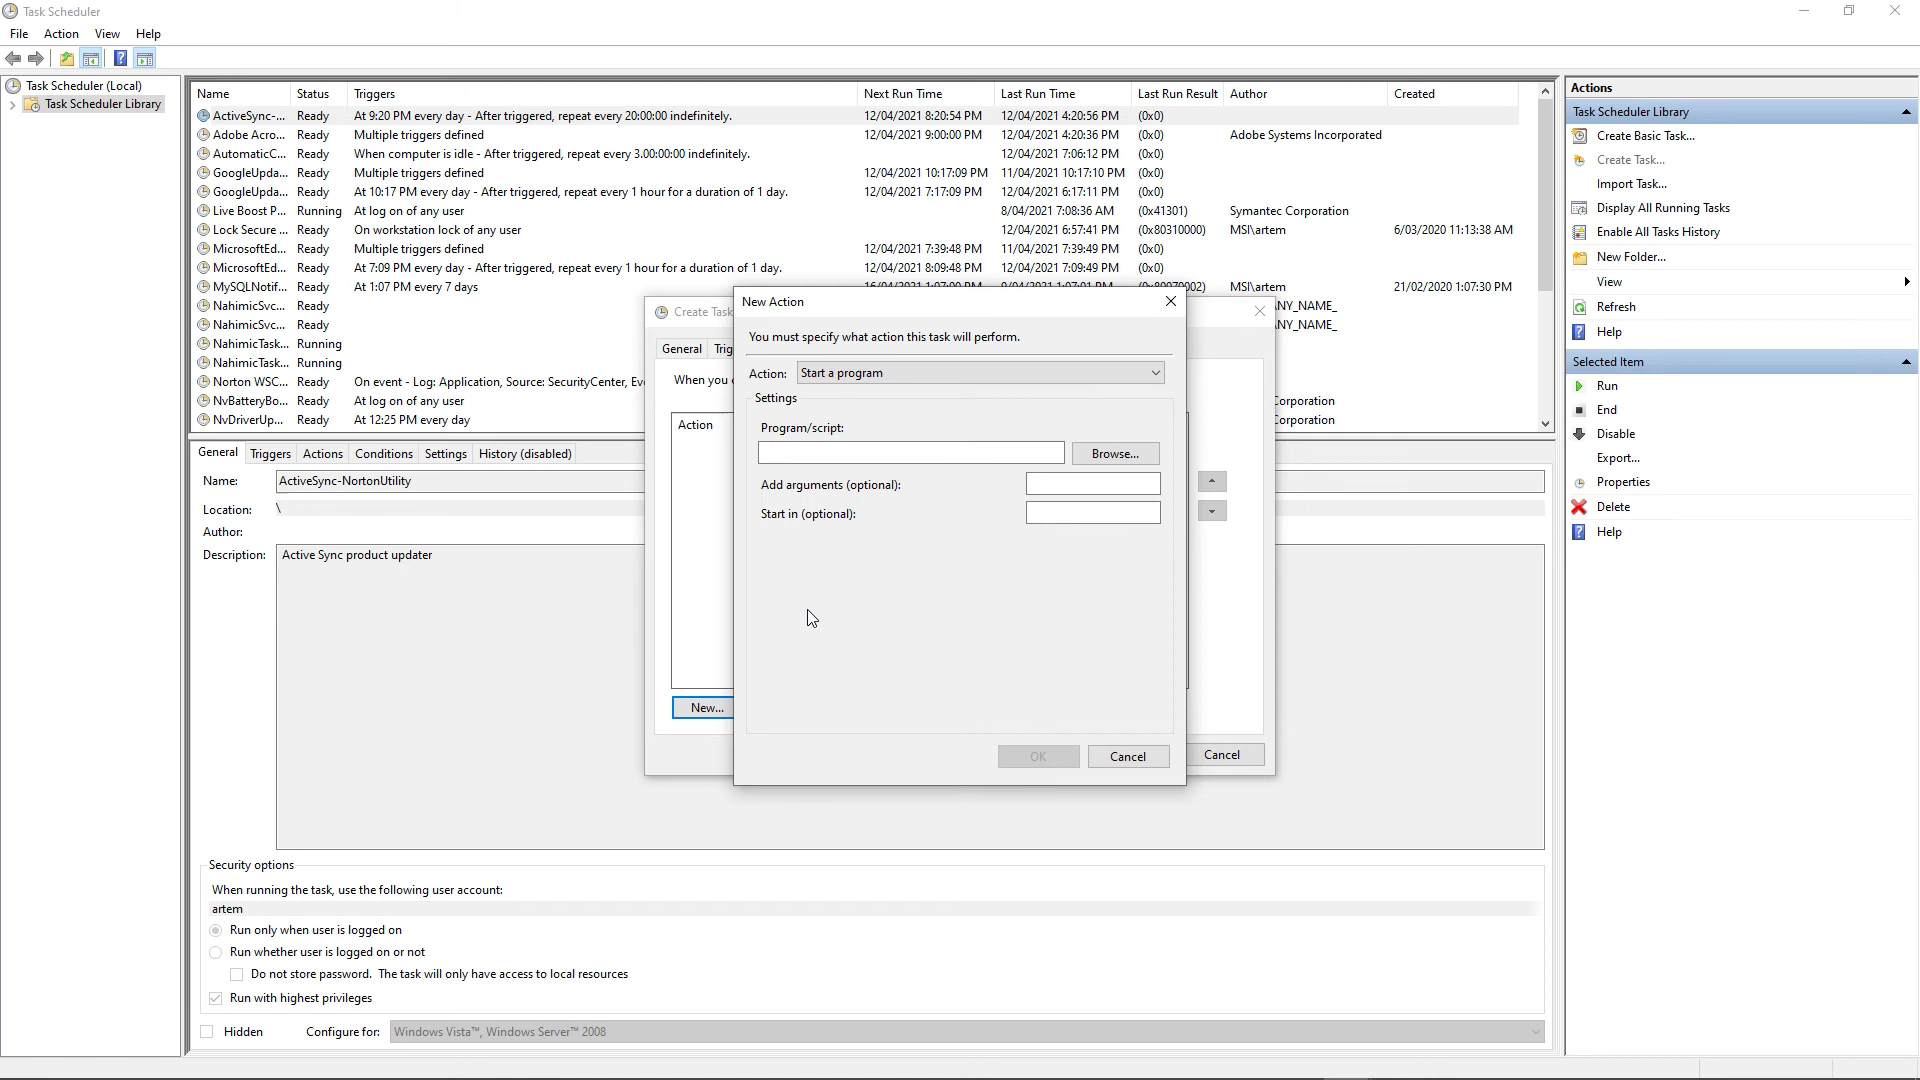 Task Scheduler
File Action View Help
Task Scheduler (Local)
Task Scheduler Library
Name Status Triggers Next Run Time Last Run Time Last Run Result Author Created
ActiveSync-... Ready At 9:20 PM every day - After triggered, repeat every 20:00:00 indefinitely. 12/04/2021 8:20:54 PM 12/04/2021 4:20:56 PM (0x0)
Adobe Acro... Ready Multiple triggers defined 12/04/2021 9:00:00 PM 12/04/2021 4:20:36 PM (0x0) Adobe Systems Incorporated
AutomaticC... Ready When computer is idle - After triggered, repeat every 3.00:00:00 indefinitely. 12/04/2021 7:06:12 PM (0x0)
GoogleUpda... Ready Multiple triggers defined 12/04/2021 10:17:09 PM 11/04/2021 10:17:10 PM (0x0)
GoogleUpda... Ready At 10:17 PM every day - After triggered, repeat every 1 hour for a duration of 1 day. 12/04/2021 7:17:09 PM 12/04/2021 6:17:11 PM (0x0)
Live Boost P... Running At log on of any user 8/04/2021 7:08:36 AM (0x41301) Symantec Corporation
Lock Secure ... Ready On workstation lock of any user 12/04/2021 6:57:41 PM (0x80310000) MSI\artem 6/03/2020 11:13:38 AM
MicrosoftEd... Ready Multiple triggers defined 12/04/2021 7:39:48 PM 11/04/2021 7:39:49 PM (0x0)
MicrosoftEd... Ready At 7:09 PM every day - After triggered, repeat every 1 hour for a duration of 1 day. 12/04/2021 8:09:48 PM 12/04/2021 7:09:49 PM (0x0)
MySQLNotif... Ready At 1:07 PM every 7 days 16/04/2021 1:07:00 PM 9/04/2021 1:07:01 PM (0x80070002) MSI\artem 21/02/2020 1:07:30 PM
NahimicSvc... Ready ANY_NAME_
NahimicSvc... Ready ANY_NAME_
NahimicTask... Running
NahimicTask... Running
Norton WSC... Ready On event - Log: Application, Source: SecurityCenter, Eve
NvBatteryBo... Ready At log on of any user Corporation
NvDriverUp... Ready At 12:25 PM every day Corporation
General Triggers Actions Conditions Settings History (disabled)
Name: ActiveSync-NortonUtility
Location: \
Author:
Description: Active Sync product updater
Security options
When running the task, use the following user account:
artem
Run only when user is logged on
Run whether user is logged on or not
Do not store password. The task will only have access to local resources
Run with highest privileges
Hidden Configure for: Windows Vista™, Windows Server™ 2008
Create Task
General Trig
When you c
Action
New...
Cancel
New Action
You must specify what action this task will perform.
Action: Start a program
Settings
Program/script:
Browse...
Add arguments (optional):
Start in (optional):
OK Cancel
Actions
Task Scheduler Library
Create Basic Task...
Create Task...
Import Task...
Display All Running Tasks
Enable All Tasks History
New Folder...
View
Refresh
Help
Selected Item
Run
End
Disable
Export...
Properties
Delete
Help